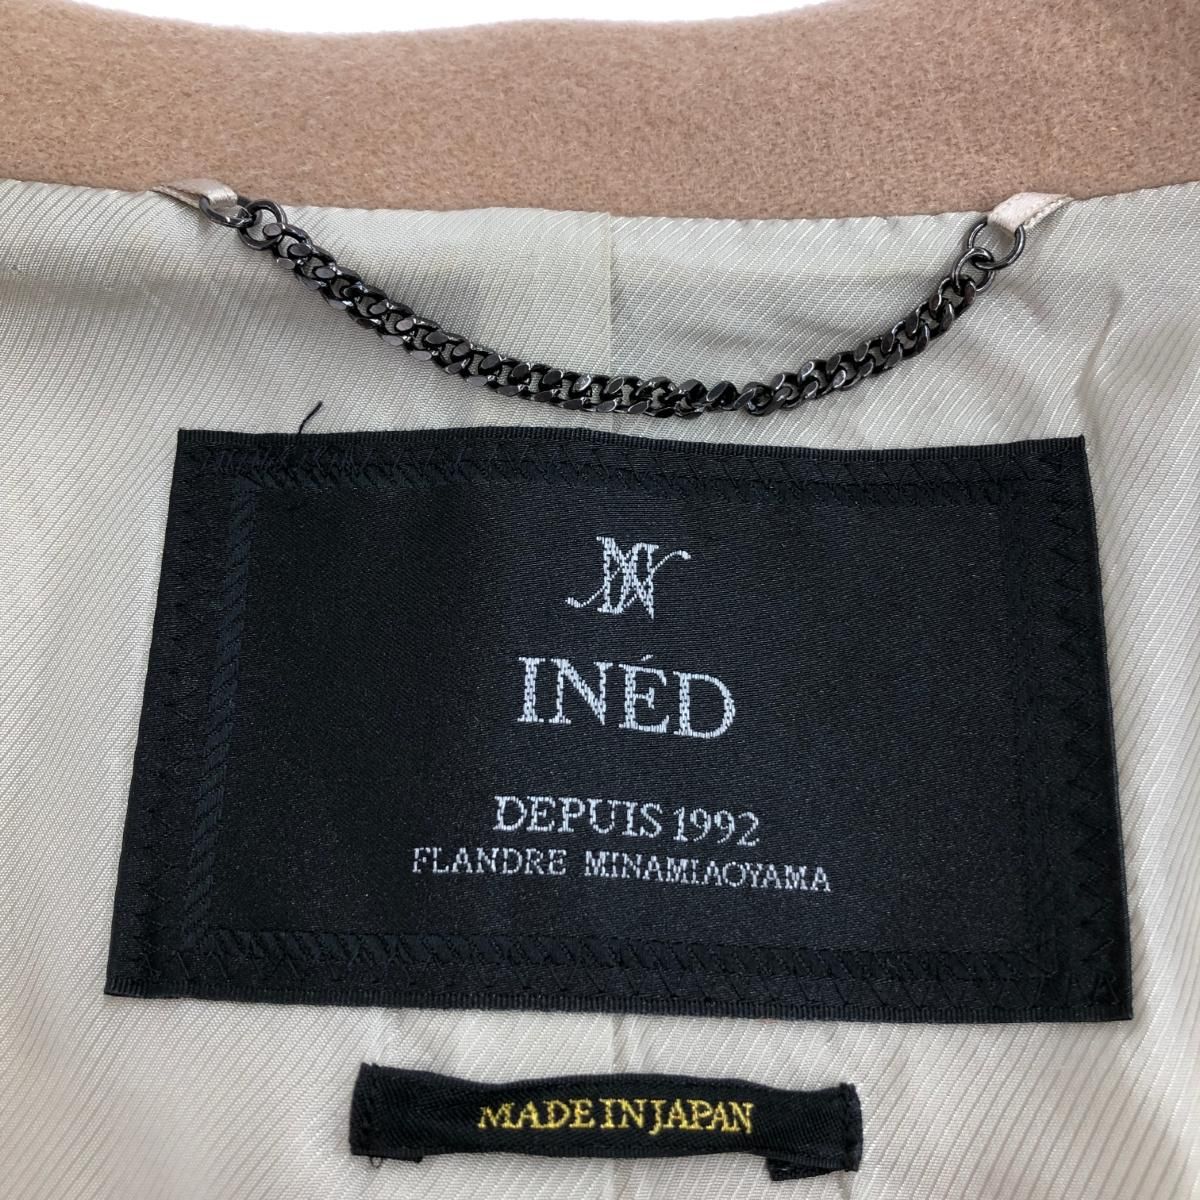 INÉD
DEPUIS 1992
FLANDRE MINAMIAOYAMA
MADE IN JAPAN